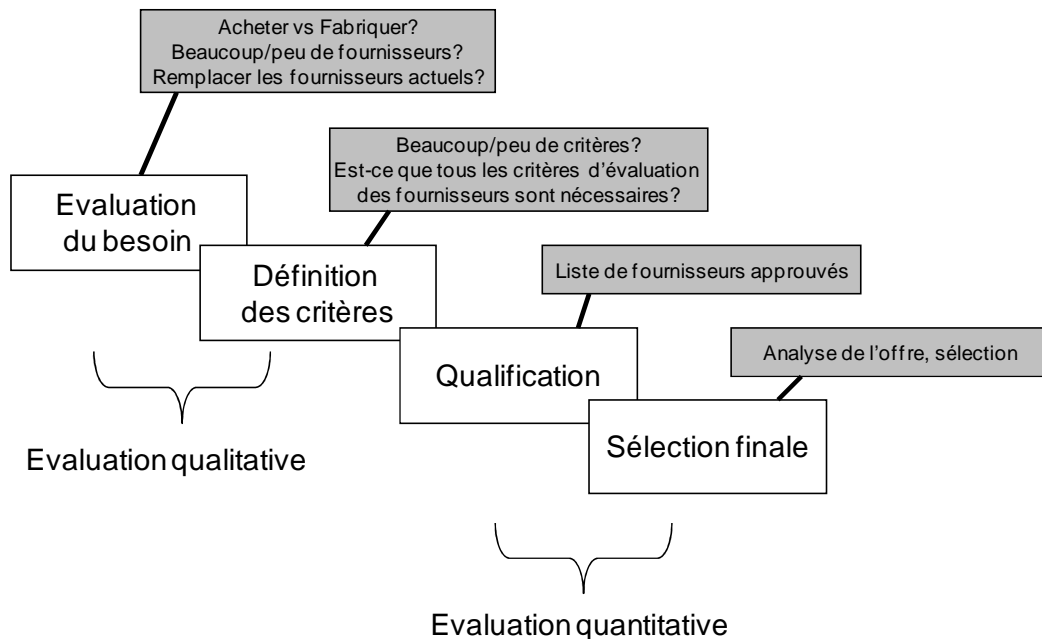 Acheter vs Fabriquer?
Beaucoup/peu de fournisseurs?
Remplacer les fournisseurs actuels?
Beaucoup/peu de critères?
Est-ce que tous les critères d’évaluation
des fournisseurs sont nécessaires?
Evaluation
du besoin
Définition
des critères
Liste de fournisseurs approuvés
Qualification
Analyse de l’offre, sélection
Sélection finale
Evaluation qualitative
Evaluation quantitative